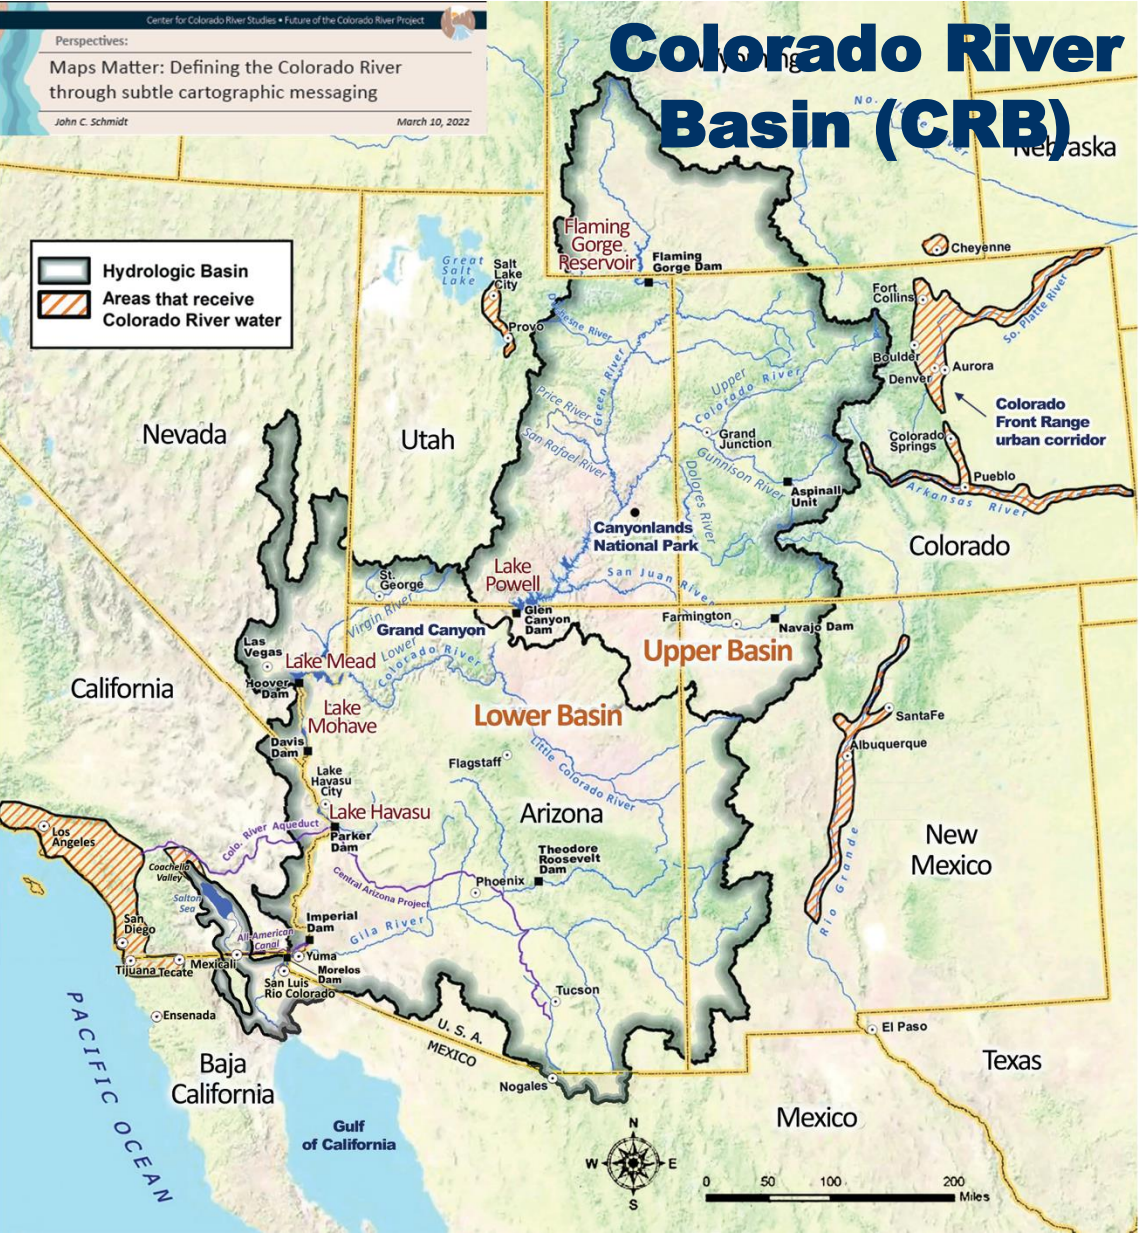 Center for Colorado River Studies • Future of the Colorado River Project
Perspectives:
Maps Matter: Defining the Colorado River
through subtle cartographic messaging
John C. Schmidt
March 10, 2022
Colorado River
Basin (CRB)
Wyoming
Nebraska
No. Platte River
Hydrologic Basin
Areas that receive
Colorado River water
Flaming
Gorge
Reservoir
Flaming
Gorge Dam
Great
Salt
Lake
Salt
Lake
City
Provo
Duchesne River
Cheyenne
Fort
Collins
So. Platte River
Boulder
Denver
Aurora
Colorado
Front Range
urban corridor
Colorado
Springs
Pueblo
Arkansas River
Colorado
Nevada
Utah
Green River
Price River
San Rafael River
Upper
Colorado River
Grand
Junction
Gunnison River
Dolores River
Aspinall
Unit
Canyonlands
National Park
Lake
Powell
San Juan River
Glen
Canyon
Dam
Farmington
Navajo Dam
St.
George
Virgin River
Grand Canyon
Lower
Colorado River
Upper Basin
Lower Basin
Las
Vegas
Lake Mead
Hoover
Dam
California
Lake
Mohave
Davis
Dam
Lake
Havasu
City
Lake Havasu
Parker
Dam
Flagstaff
Little Colorado River
Arizona
SantaFe
Albuquerque
Rio Grande
New
Mexico
Los
Angeles
Colo. River Aqueduct
Coachella
Valley
Salton
Sea
Central Arizona Project
Phoenix
Theodore
Roosevelt
Dam
San
Diego
All-American
Canal
Imperial
Dam
Gila River
Tijuana
Tecate
Mexicali
Yuma
Morelos
Dam
San Luis
Rio Colorado
Tucson
Ensenada
U. S. A.
MEXICO
Nogales
El Paso
Texas
Mexico
Baja
California
PACIFIC OCEAN
Gulf
of California
N
W
E
S
0
50
100
200
Miles